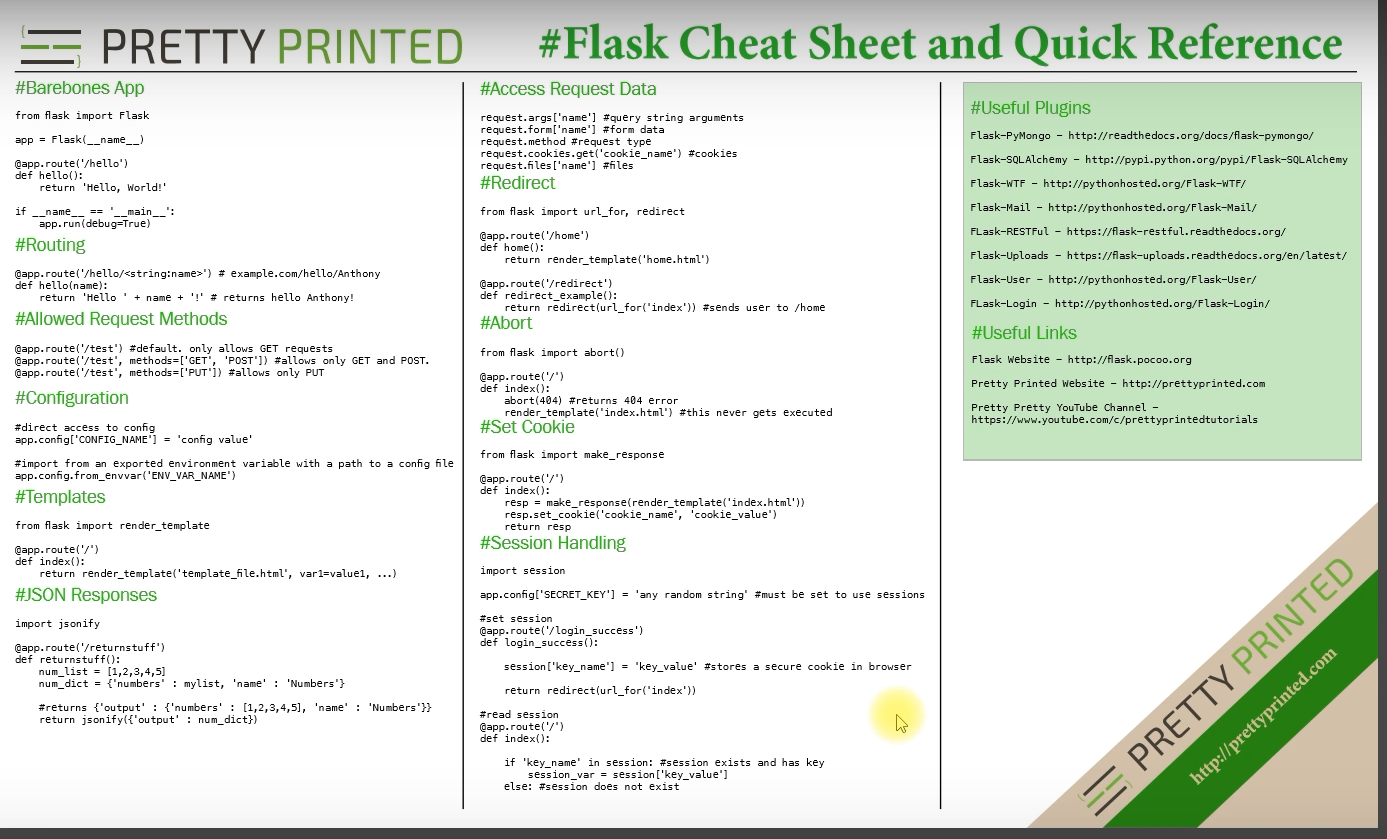 PRETTY PRINTED
#Flask Cheat Sheet and Quick Reference
#Barebones App
from flask import Flask
app = Flask(__name__)
@app.route('/hello')
def hello():
    return 'Hello, World!'
if __name__ == '__main__':
    app.run(debug=True)
#Routing
@app.route('/hello/<string:name>') # example.com/hello/Anthony
def hello(name):
    return 'Hello ' + name + '!' # returns hello Anthony!
#Allowed Request Methods
@app.route('/test') #default. only allows GET requests
@app.route('/test', methods=['GET', 'POST']) #allows only GET and POST.
@app.route('/test', methods=['PUT']) #allows only PUT
#Configuration
#direct access to config
app.config['CONFIG_NAME'] = 'config value'
#import from an exported environment variable with a path to a config file
app.config.from_envvar('ENV_VAR_NAME')
#Templates
from flask import render_template
@app.route('/')
def index():
    return render_template('template_file.html', var1=value1, ...)
#JSON Responses
import jsonify
@app.route('/returnstuff')
def returnstuff():
    num_list = [1,2,3,4,5]
    num_dict = {'numbers' : mylist, 'name' : 'Numbers'}
    #returns {'output' : {'numbers' : [1,2,3,4,5], 'name' : 'Numbers'}}
    return jsonify({'output' : num_dict})
#Access Request Data
request.args['name'] #query string arguments
request.form['name'] #form data
request.method #request type
request.cookies.get('cookie_name') #cookies
request.files['name'] #files
#Redirect
from flask import url_for, redirect
@app.route('/home')
def home():
    return render_template('home.html')
@app.route('/redirect')
def redirect_example():
    return redirect(url_for('index')) #sends user to /home
#Abort
from flask import abort()
@app.route('/')
def index():
    abort(404) #returns 404 error
    render_template('index.html') #this never gets executed
#Set Cookie
from flask import make_response
@app.route('/')
def index():
    resp = make_response(render_template('index.html'))
    resp.set_cookie('cookie_name', 'cookie_value')
    return resp
#Session Handling
import session
app.config['SECRET_KEY'] = 'any random string' #must be set to use sessions
#set session
@app.route('/login_success')
def login_success():
    session['key_name'] = 'key_value' #stores a secure cookie in browser
    return redirect(url_for('index'))
#read session
@app.route('/')
def index():
    if 'key_name' in session: #session exists and has key
        session_var = session['key_value']
    else: #session does not exist
#Useful Plugins
Flask-PyMongo - http://readthedocs.org/docs/flask-pymongo/
Flask-SQLAlchemy - http://pypi.python.org/pypi/Flask-SQLAlchemy
Flask-WTF - http://pythonhosted.org/Flask-WTF/
Flask-Mail - http://pythonhosted.org/Flask-Mail/
FLask-RESTFul - https://flask-restful.readthedocs.org/
Flask-Uploads - https://flask-uploads.readthedocs.org/en/latest/
Flask-User - http://pythonhosted.org/Flask-User/
FLask-Login - http://pythonhosted.org/Flask-Login/
#Useful Links
Flask Website - http://flask.pocoo.org
Pretty Printed Website - http://prettyprinted.com
Pretty Pretty YouTube Channel -
https://www.youtube.com/c/prettyprintedtutorials
PRETTY PRINTED
http://prettyprinted.com